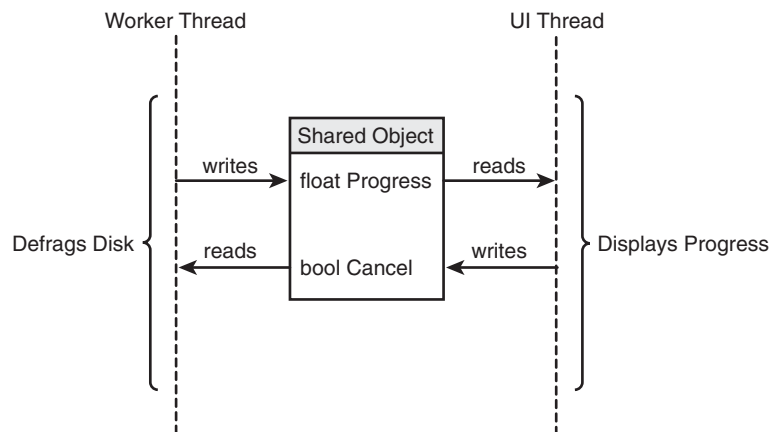 Worker Thread
UI Thread
Shared Object
writes
float Progress
reads
Defrags Disk
Displays Progress
reads
bool Cancel
writes